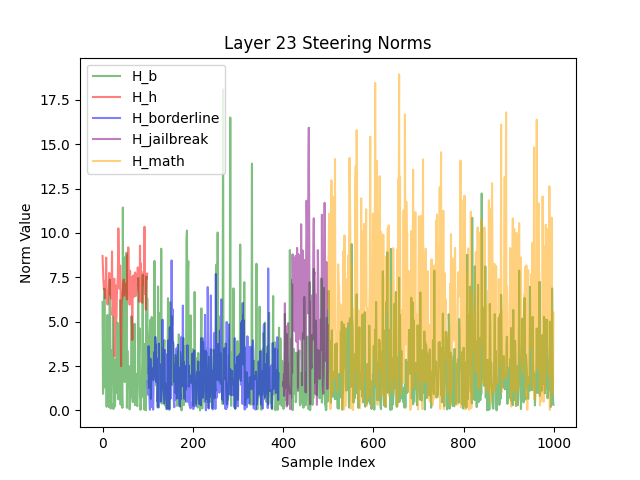 Layer 23 Steering Norms
H_b
H_h
H_borderline
H_jailbreak
H_math
Norm Value
17.5
15.0
12.5
10.0
7.5
5.0
2.5
0.0
0
200
400
600
800
1000
Sample Index